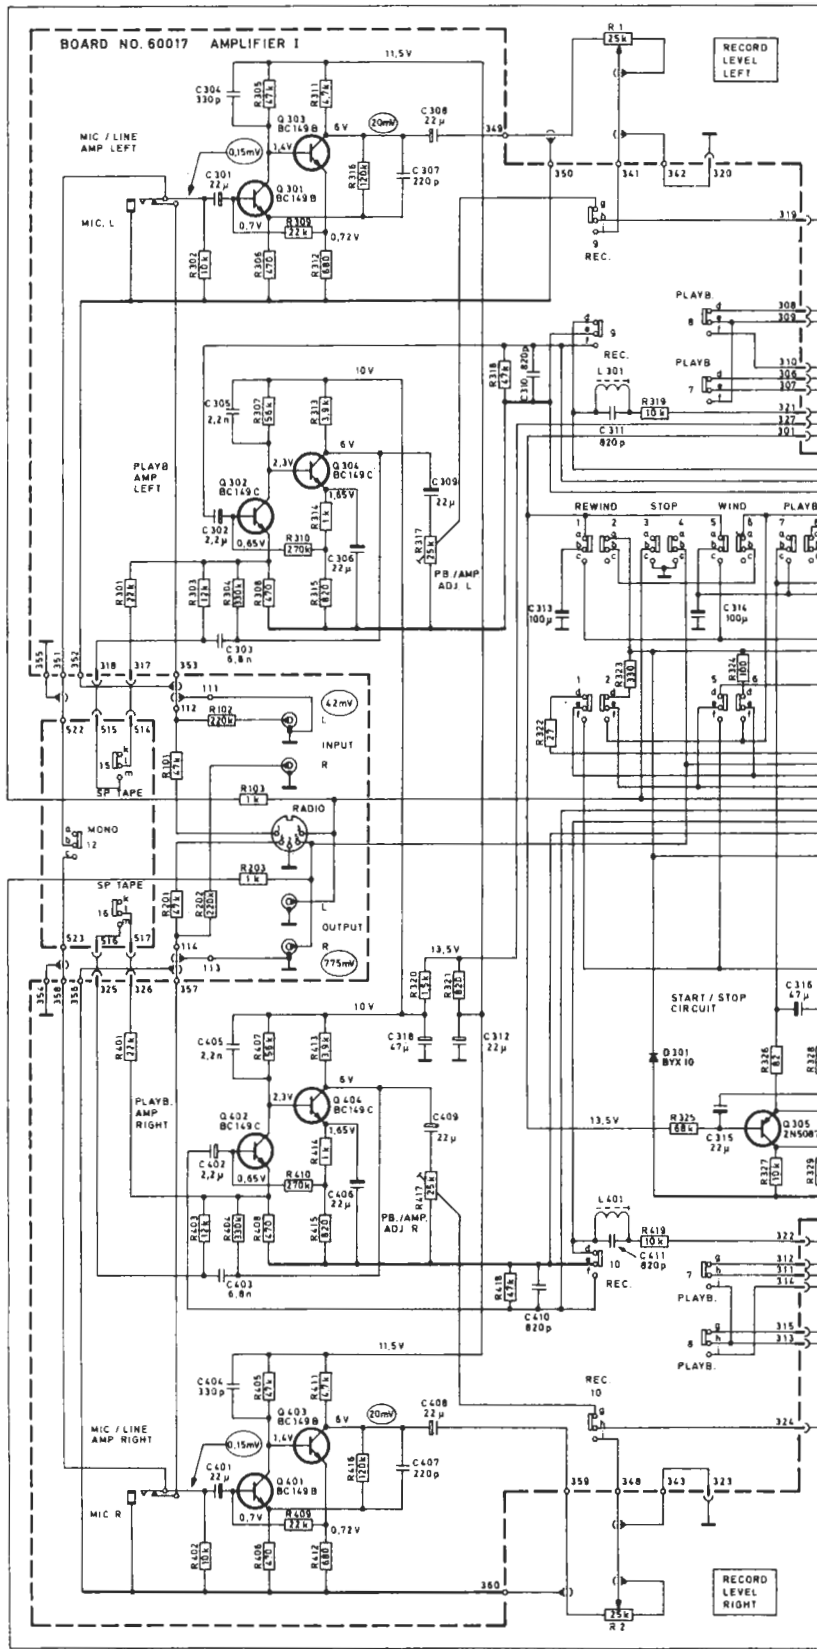 R1
25k
RECORD
LEVEL
LEFT
BOARD NO. 60017 AMPLIFIER I
11,5V
C304
330p
R305
47k
R311
4,7k
Q303
BC149B
6V
20mV
C308
22µ
349
MIC / LINE
AMP LEFT
0,15mV
1,4V
R316
120k
C307
220p
350
341
342
320
C301
22µ
Q301
BC149B
MIC. L
0,7V
R309
22k
0,72V
R302
10k
R306
470
R312
680
g
h
i
9
REC.
319
PLAYB.
d
e
f
8
308
309
d
e
f
9
REC.
310
306
307
PLAYB
d
e
f
7
10V
R318
47k
C310
820p
L301
R319
10k
C311
820p
321
327
301
C305
2,2n
R307
56k
R313
3,9k
6V
PLAYB
AMP
LEFT
2,3V
Q304
BC149C
1,65V
C309
22µ
Q302
BC149C
C302
2,2µ
0,65V
R314
1k
R310
270k
C306
22µ
R317
25k
PB./AMP
ADJ. L
REWIND
STOP
WIND
PLAYB
1
2
3
4
5
6
7
a
b
c
R301
22k
R303
12k
R304
330k
R308
470
R315
820
C303
6,8n
C313
100µ
C314
100µ
355
351
352
318
317
353
111
112
42mV
R323
330
R324
100
522
515
514
R102
220k
L
INPUT
R
1
2
5
6
d
e
f
R322
27
k
l
m
15
SP TAPE
R101
47k
R103
1k
RADIO
a
b
c
MONO
12
R203
1k
SP TAPE
k
l
m
16
R201
47k
R202
220k
L
OUTPUT
R
523
516
517
114
113
775mV
13,5V
354
358
356
325
326
357
R320
1,5k
R321
820
START / STOP
CIRCUIT
C316
47µ
10V
R401
22k
C405
2,2n
R407
56k
R413
3,9k
C318
47µ
C312
22µ
D301
BYX10
R326
82
R328
6V
PLAYB.
AMP
RIGHT
2,3V
Q404
BC149C
1,65V
C409
22µ
13,5V
R325
68k
Q305
2N5087
C315
22µ
Q402
BC149C
C402
2,2µ
0,65V
R414
1k
R410
270k
C406
22µ
R417
25k
R327
10k
R329
R403
12k
R404
330k
R408
470
R415
820
PB./AMP.
ADJ R
L401
R419
10k
C411
820p
322
d
e
f
10
REC.
g
h
i
7
PLAYB.
312
311
314
C403
6,8n
R418
47k
C410
820p
g
h
i
8
PLAYB.
315
313
11,5V
C404
330p
R405
47k
R411
4,7k
Q403
BC149B
6V
20mV
C408
22µ
REC.
10
g
h
i
324
MIC / LINE
AMP RIGHT
0,15mV
1,4V
R416
120k
C407
220p
C401
22µ
Q401
BC149B
359
348
343
323
MIC R
0,7V
R409
22k
0,72V
R402
10k
R406
470
R412
680
360
25k
R2
RECORD
LEVEL
RIGHT